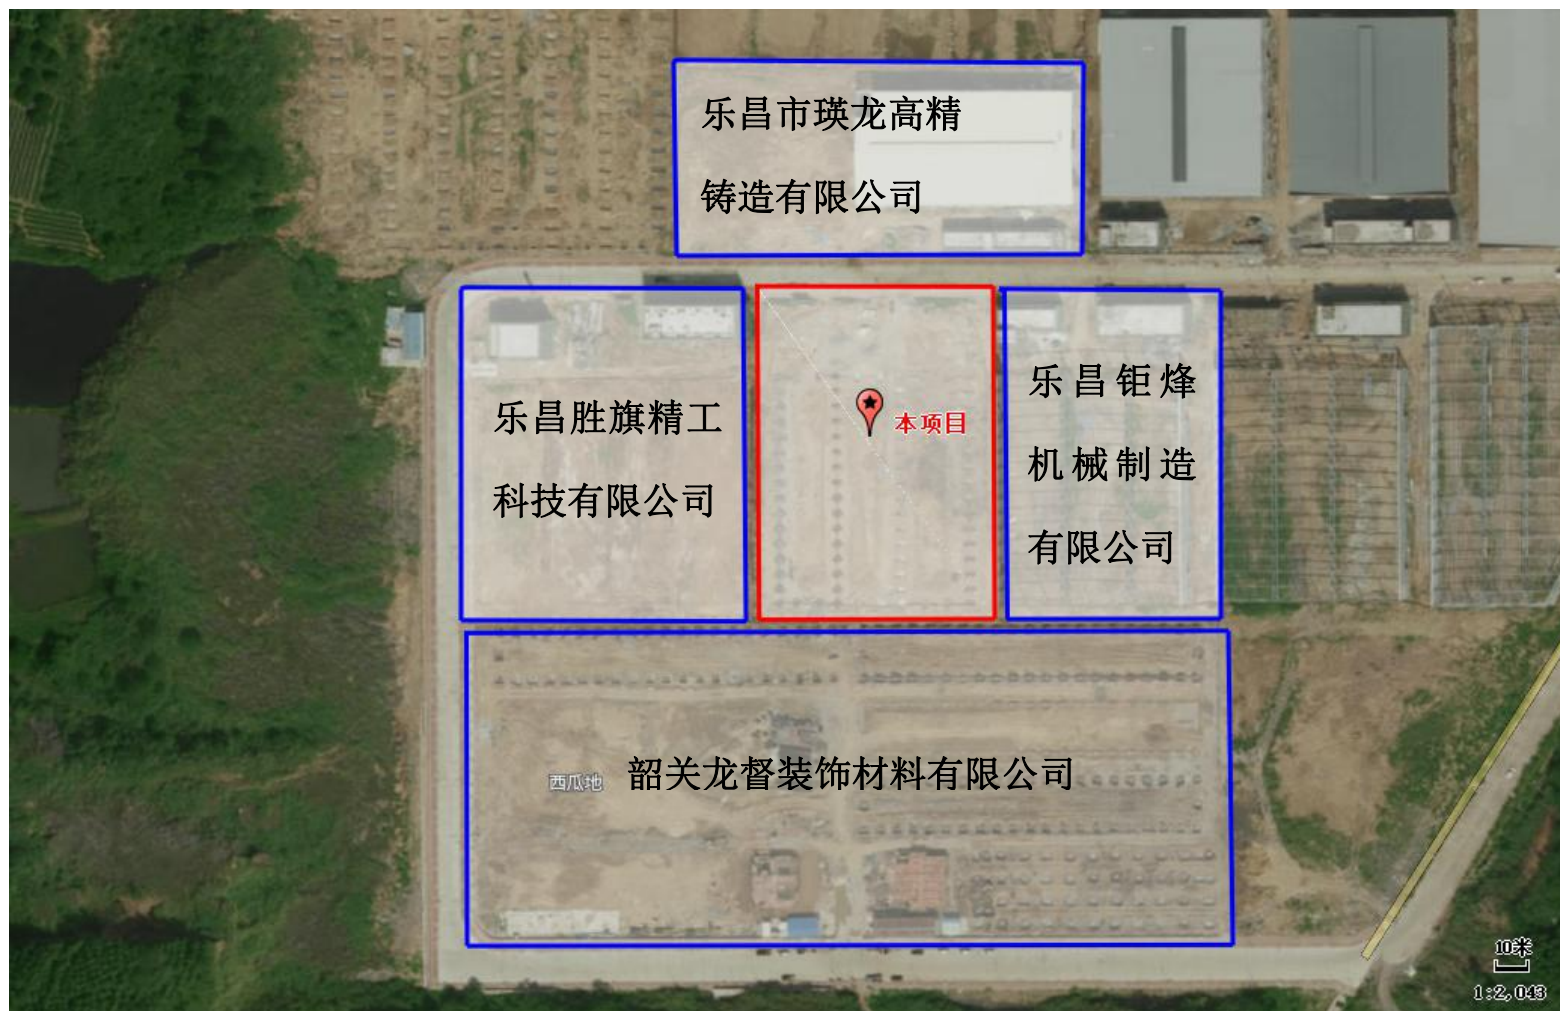 乐昌市瑛龙高精
铸造有限公司
乐昌胜旗精工
科技有限公司
本项目
乐昌钜烽
机械制造
有限公司
西瓜地
韶关龙督装饰材料有限公司
10米
1:2,043